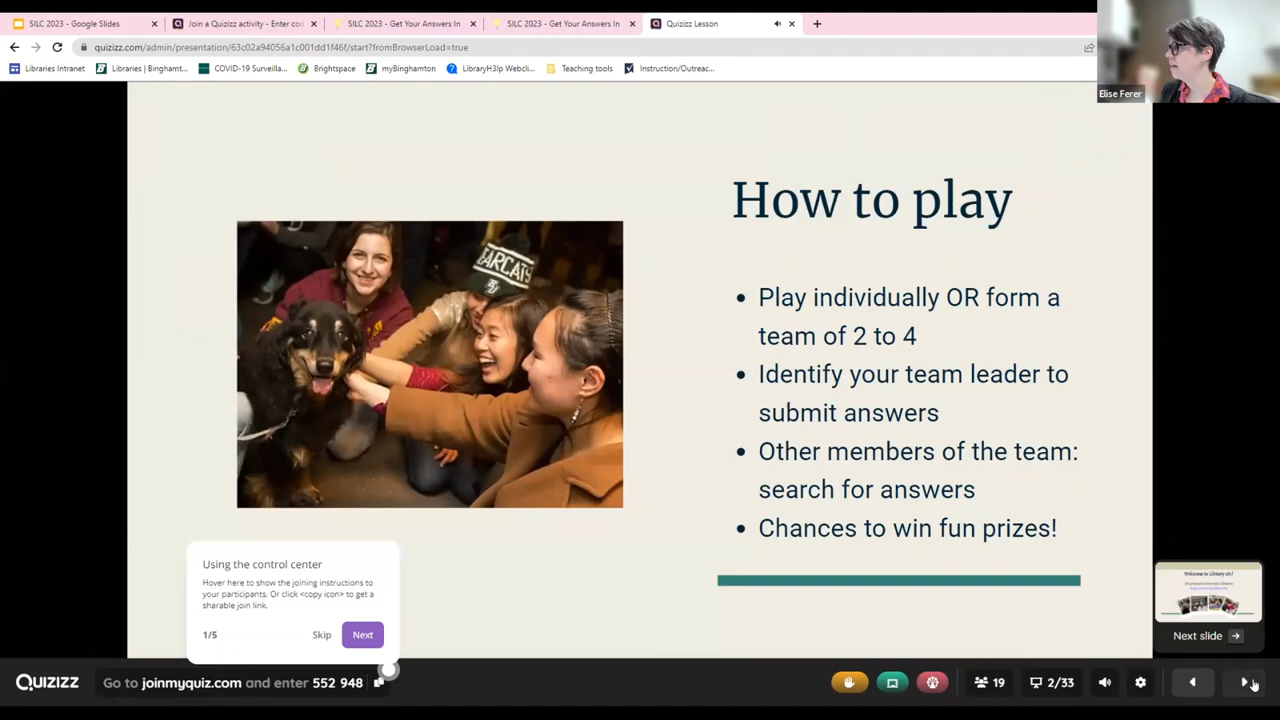 SILC 2023 - Google Slides
Join a Quizizz activity - Enter cod
SILC 2023 - Get Your Answers In
SILC 2023 - Get Your Answers In
Quizizz Lesson
quizizz.com/admin/presentation/63c02a94056a1c001dd1f46f/start?fromBrowserLoad=true
Libraries Intranet
Libraries | Binghamt...
COVID-19 Surveilla...
Brightspace
myBinghamton
LibraryH3lp Webcli...
Teaching tools
Instruction/Outreac...
Elise Ferer
BEARCATS
How to play
• Play individually OR form a
team of 2 to 4
• Identify your team leader to
submit answers
• Other members of the team:
search for answers
• Chances to win fun prizes!
Using the control center
Hover here to show the joining instructions to
your participants. Or click <copy icon> to get a
sharable join link.
1/5
Skip
Next
Welcome to Library 101!
Next slide
QUIZIZZ
Go to joinmyquiz.com and enter 552 948
19
2/33